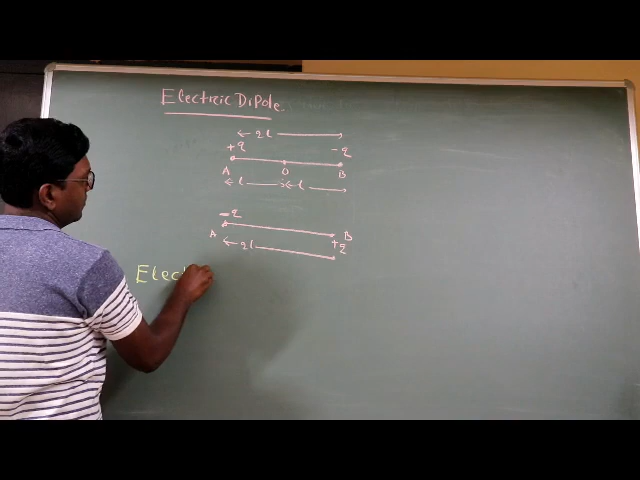 Electric Dipole.
2l
+q -q
A O B
l l
-q
A B
2l +q
Elect